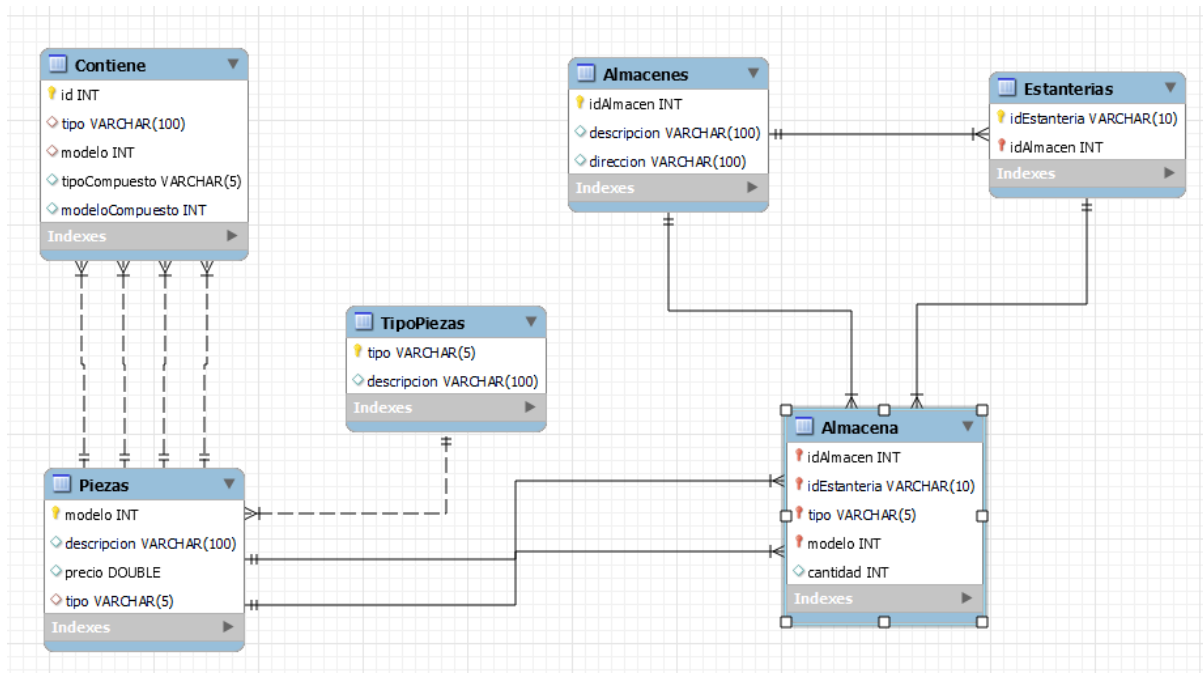 Contiene
id INT
tipo VARCHAR(100)
modelo INT
tipoCompuesto VARCHAR(5)
modeloCompuesto INT
Indexes
Almacenes
idAlmacen INT
descripcion VARCHAR(100)
direccion VARCHAR(100)
Indexes
Estanterias
idEstanteria VARCHAR(10)
idAlmacen INT
Indexes
TipoPiezas
tipo VARCHAR(5)
descripcion VARCHAR(100)
Indexes
Piezas
modelo INT
descripcion VARCHAR(100)
precio DOUBLE
tipo VARCHAR(5)
Indexes
Almacena
idAlmacen INT
idEstanteria VARCHAR(10)
tipo VARCHAR(5)
modelo INT
cantidad INT
Indexes